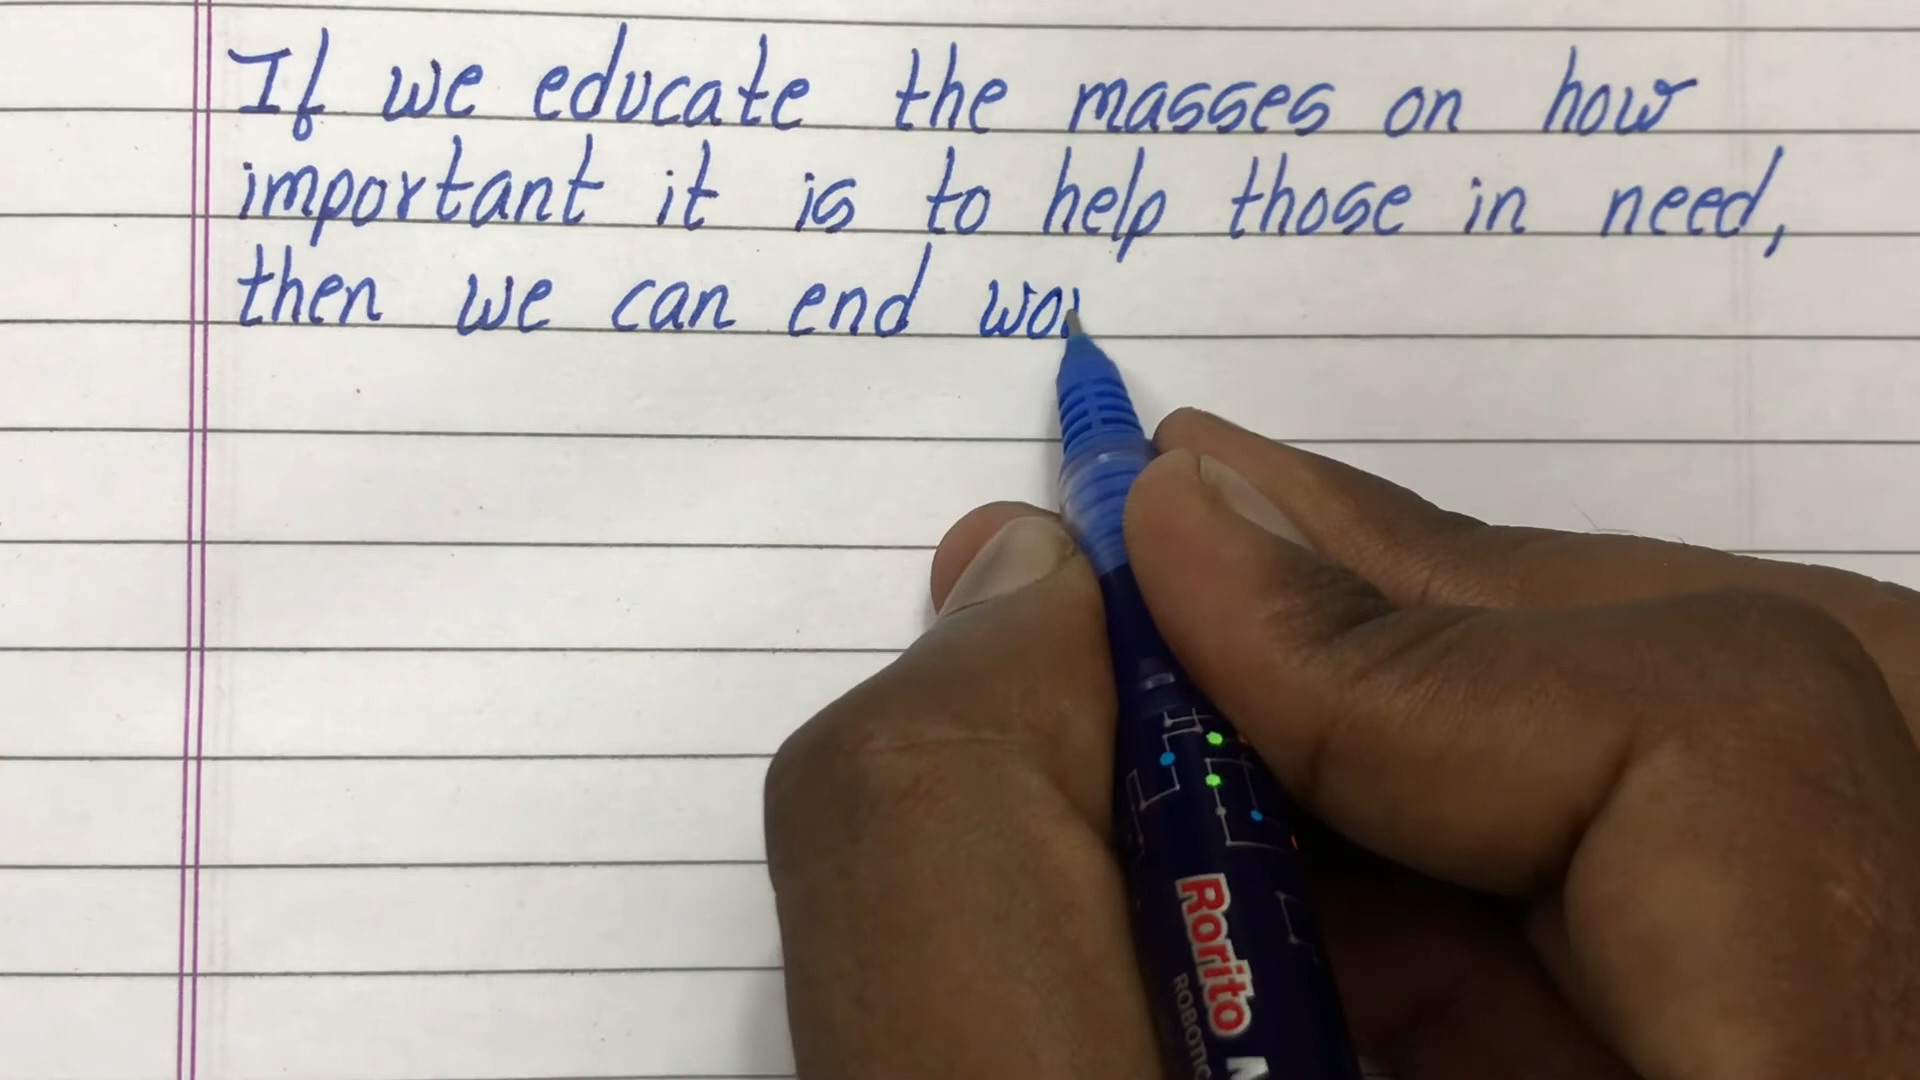 If we educate the masses on how
important it is to help those in need,
then we can end
Rorito